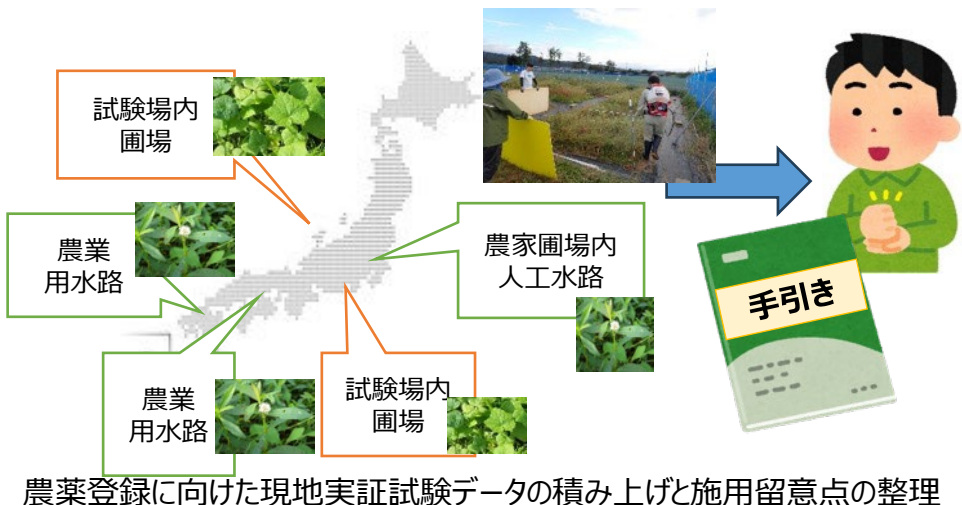 試験場内
圃場
農業
用水路
農家圃場内
人工水路
農業
用水路
試験場内
圃場
手引き
農薬登録に向けた現地実証試験データの積み上げと施用留意点の整理